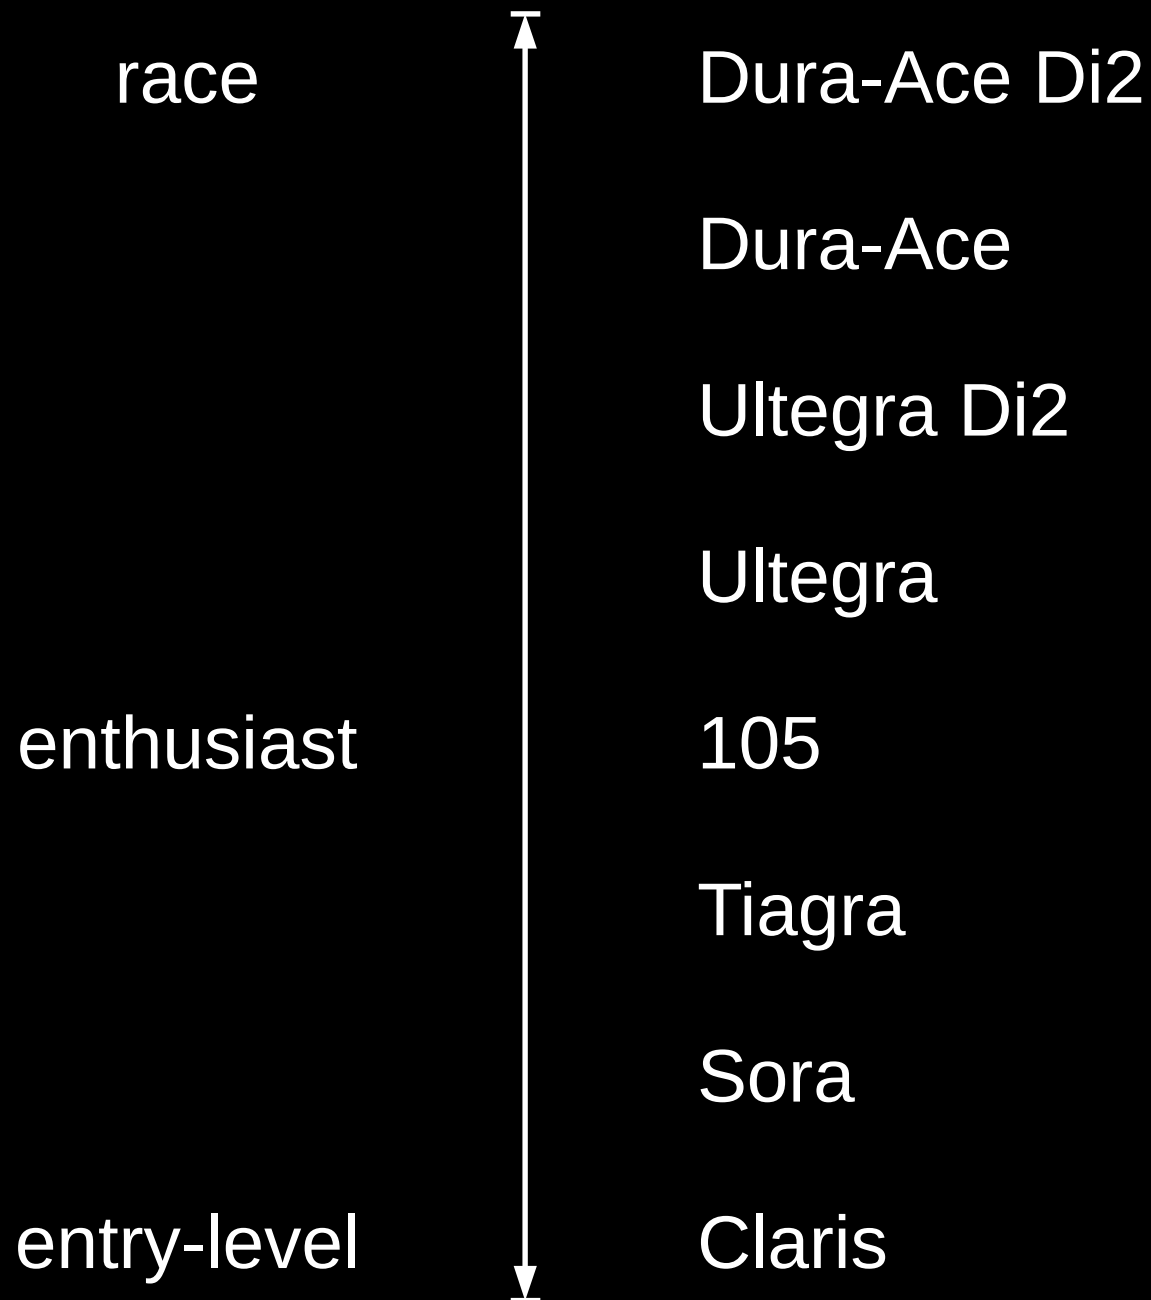 race Dura-Ace Di2
Dura-Ace
Ultegra Di2
Ultegra
enthusiast 105
Tiagra
Sora
entry-level Claris